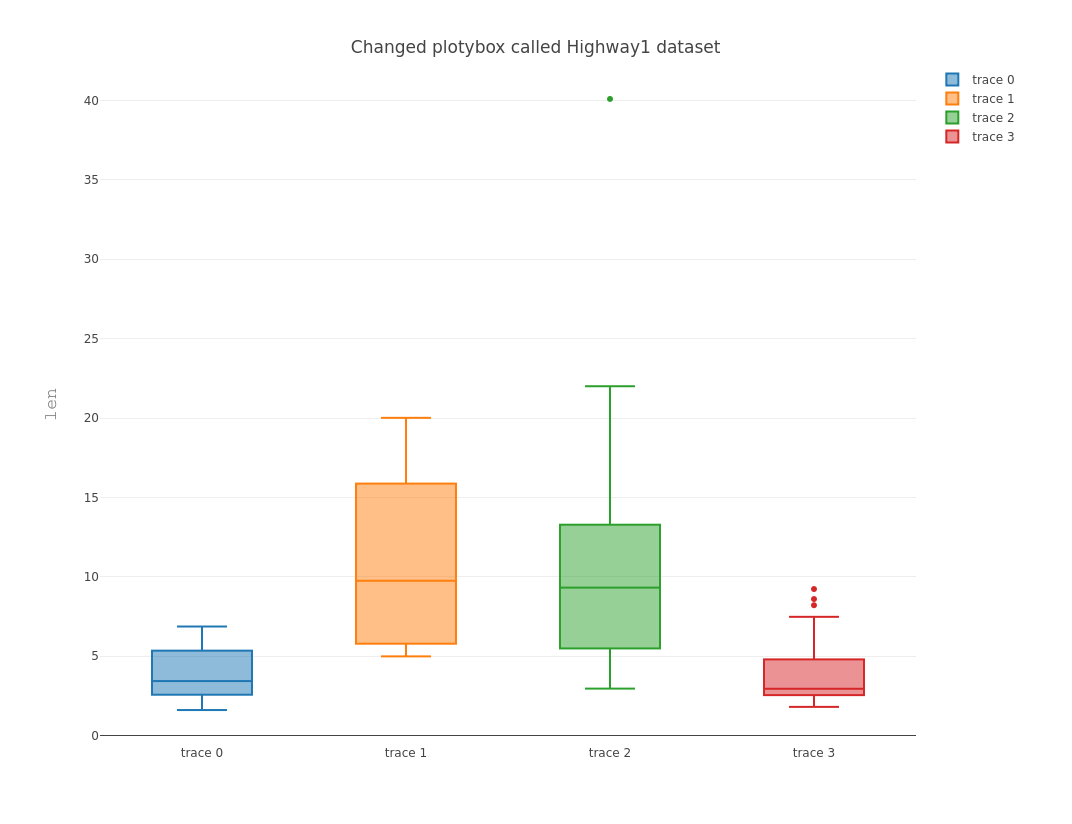 Changed plotybox called Highway1 dataset
trace 0
trace 1
trace 2
trace 3
40
35
30
25
20
15
10
5
0
len
trace 0
trace 1
trace 2
trace 3